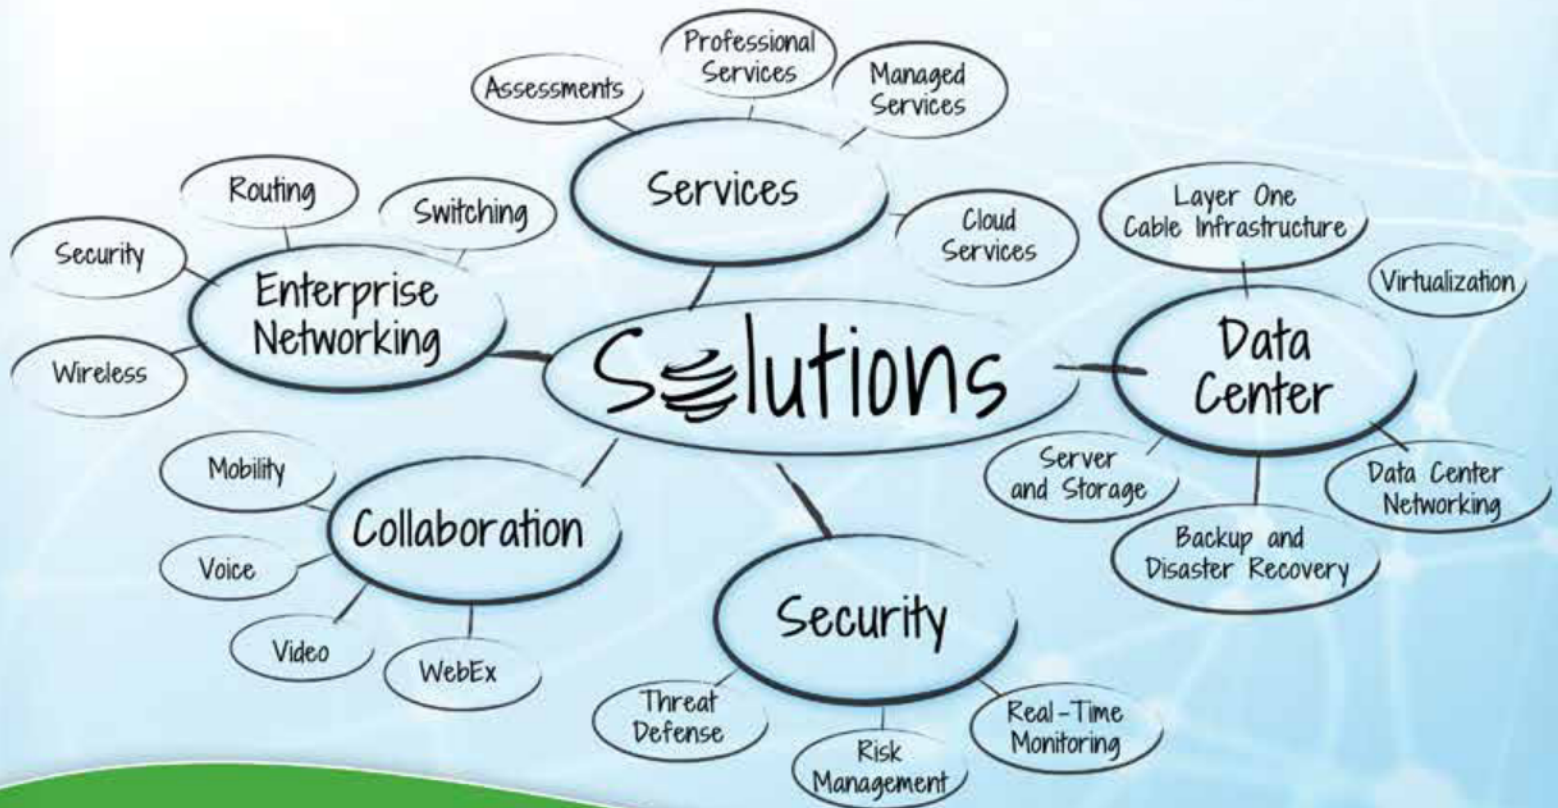 Professional
Services
Assessments
Managed
Services
Services
Cloud
Services
Routing
Switching
Security
Enterprise
Networking
Wireless
Layer One
Cable Infrastructure
Virtualization
Data
Center
Server
and Storage
Data Center
Networking
Backup and
Disaster Recovery
Solutions
Mobility
Collaboration
Voice
Video
WebEx
Security
Threat
Defense
Risk
Management
Real-Time
Monitoring